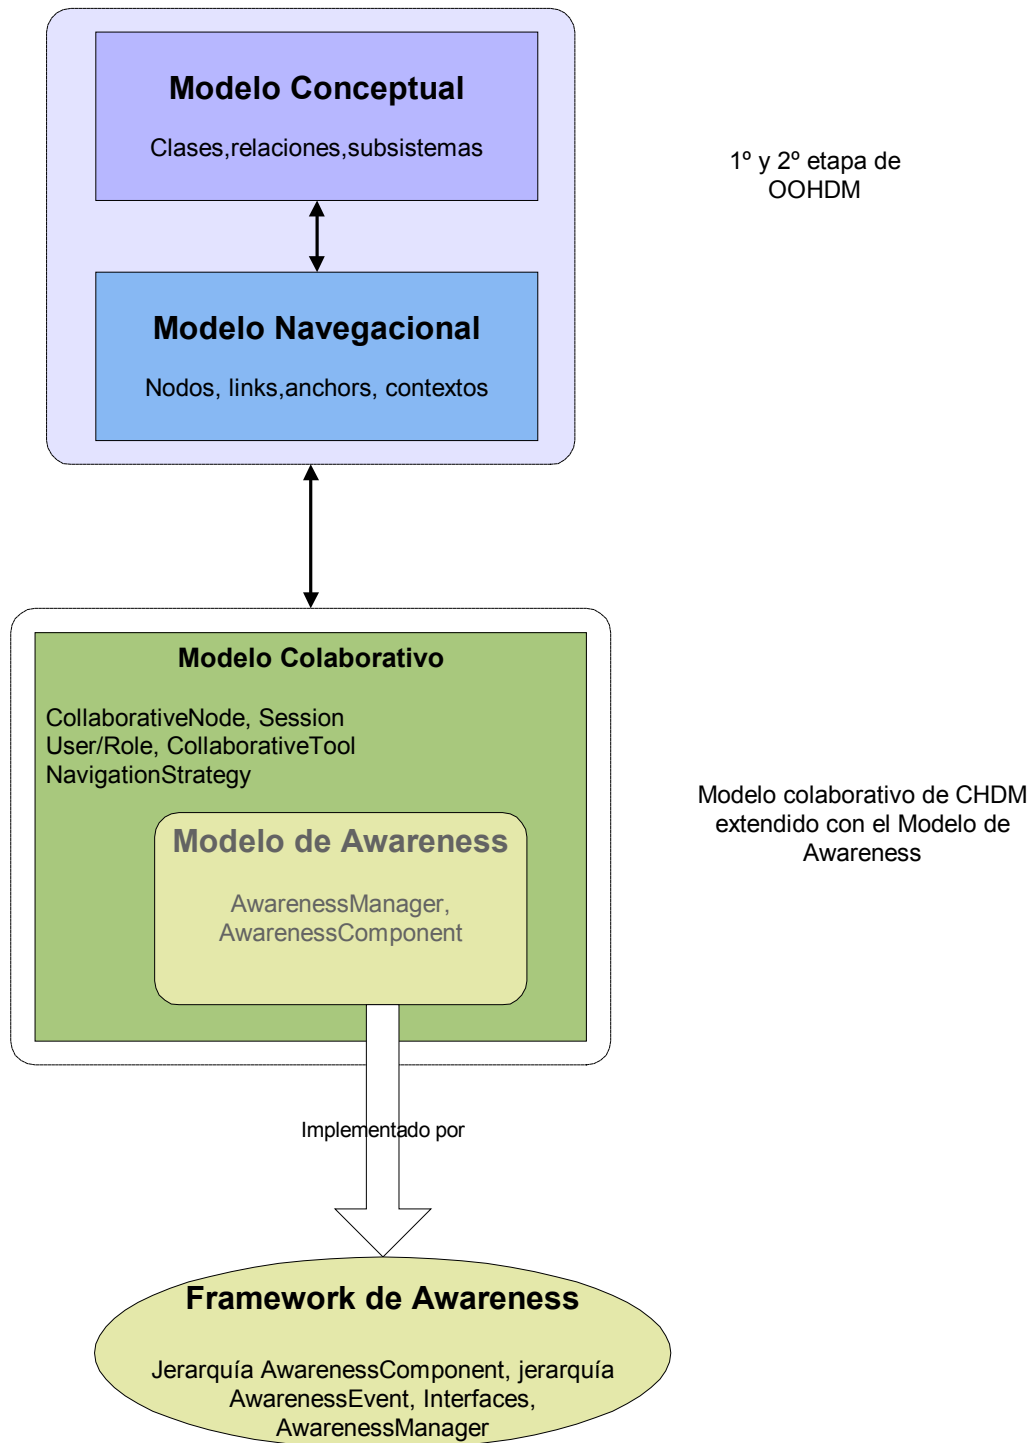 Modelo Conceptual
Clases,relaciones,subsistemas
1º y 2º etapa de
OOHDM
Modelo Navegacional
Nodos, links,anchors, contextos
Modelo Colaborativo
CollaborativeNode, Session
User/Role, CollaborativeTool
NavigationStrategy
Modelo de Awareness
AwarenessManager,
AwarenessComponent
Modelo colaborativo de CHDM
extendido con el Modelo de
Awareness
Implementado por
Framework de Awareness
Jerarquía AwarenessComponent, jerarquía
AwarenessEvent, Interfaces,
AwarenessManager